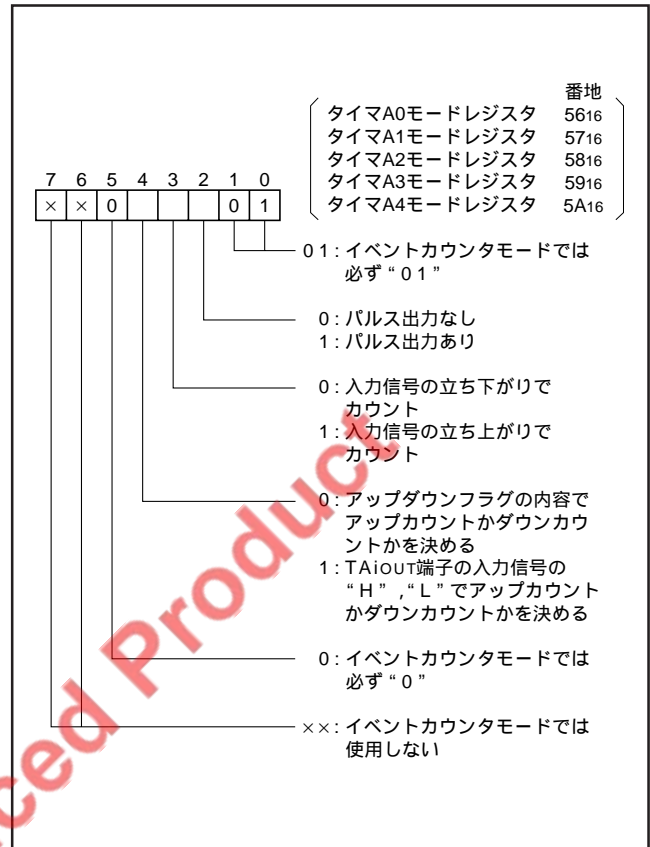 番地
タイマA0モードレジスタ 5616
タイマA1モードレジスタ 5716
タイマA2モードレジスタ 5816
タイマA3モードレジスタ 5916
タイマA4モードレジスタ 5A16
7 6 5 4 3 2 1 0
× × 0 0 1
0 1 : イベントカウンタモードでは
必ず“0 1”
0 : パルス出力なし
1 : パルス出力あり
0 : 入力信号の立ち下がりで
カウント
1 : 入力信号の立ち上がりで
カウント
0 : アップダウンフラグの内容で
アップカウントかダウンカウ
ントかを決める
1 : TAiOUT端子の入力信号の
“H”,“L”でアップカウント
かダウンカウントかを決める
0 : イベントカウンタモードでは
必ず“0”
×× : イベントカウンタモードでは
使用しない
ced Product